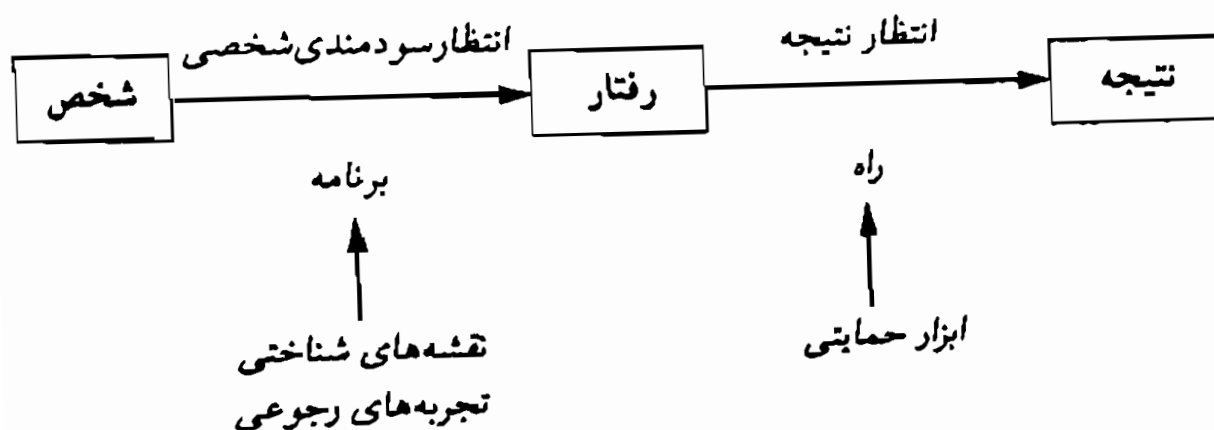 انتظار سودمندی شخصی
انتظار نتیجه
شخص
رفتار
نتیجه
برنامه
راه
نقشه‌های شناختی
تجربه‌های رجوعی
ابزار حمایتی